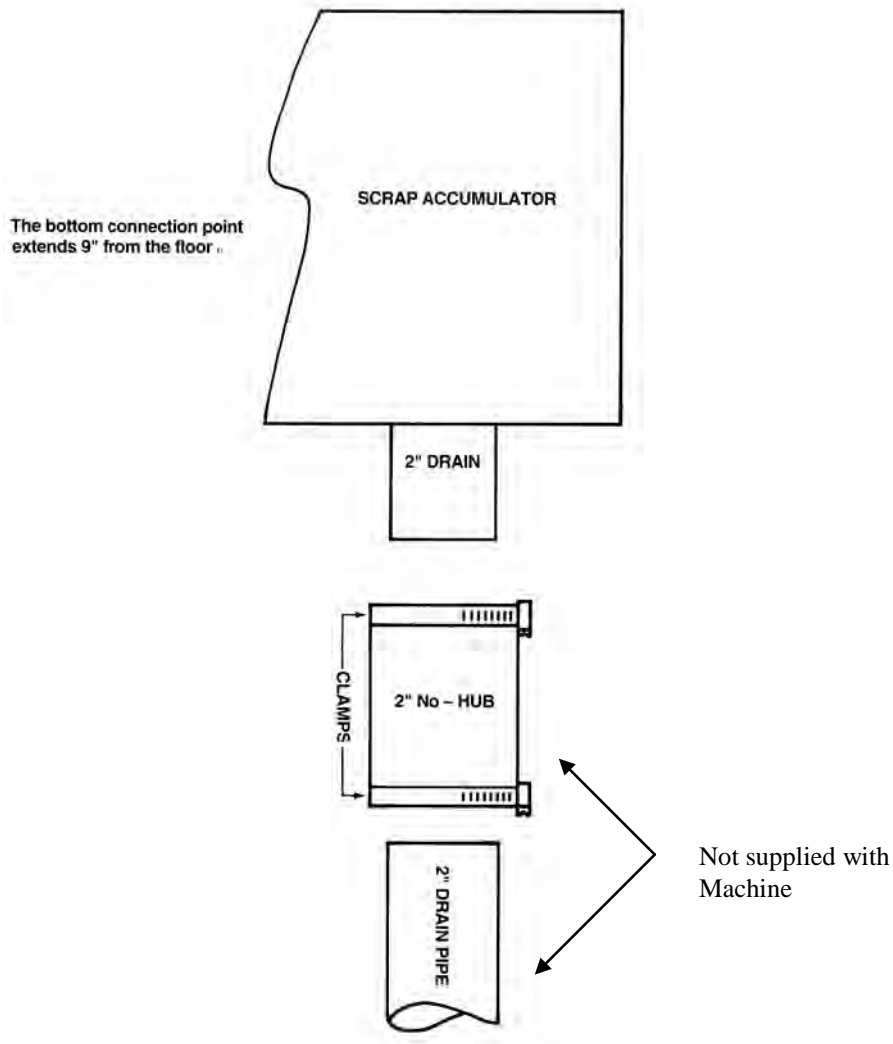 SCRAP ACCUMULATOR
The bottom connection point
extends 9" from the floor.
2" DRAIN
CLAMPS
2" No – HUB
2" DRAIN PIPE
Not supplied with
Machine